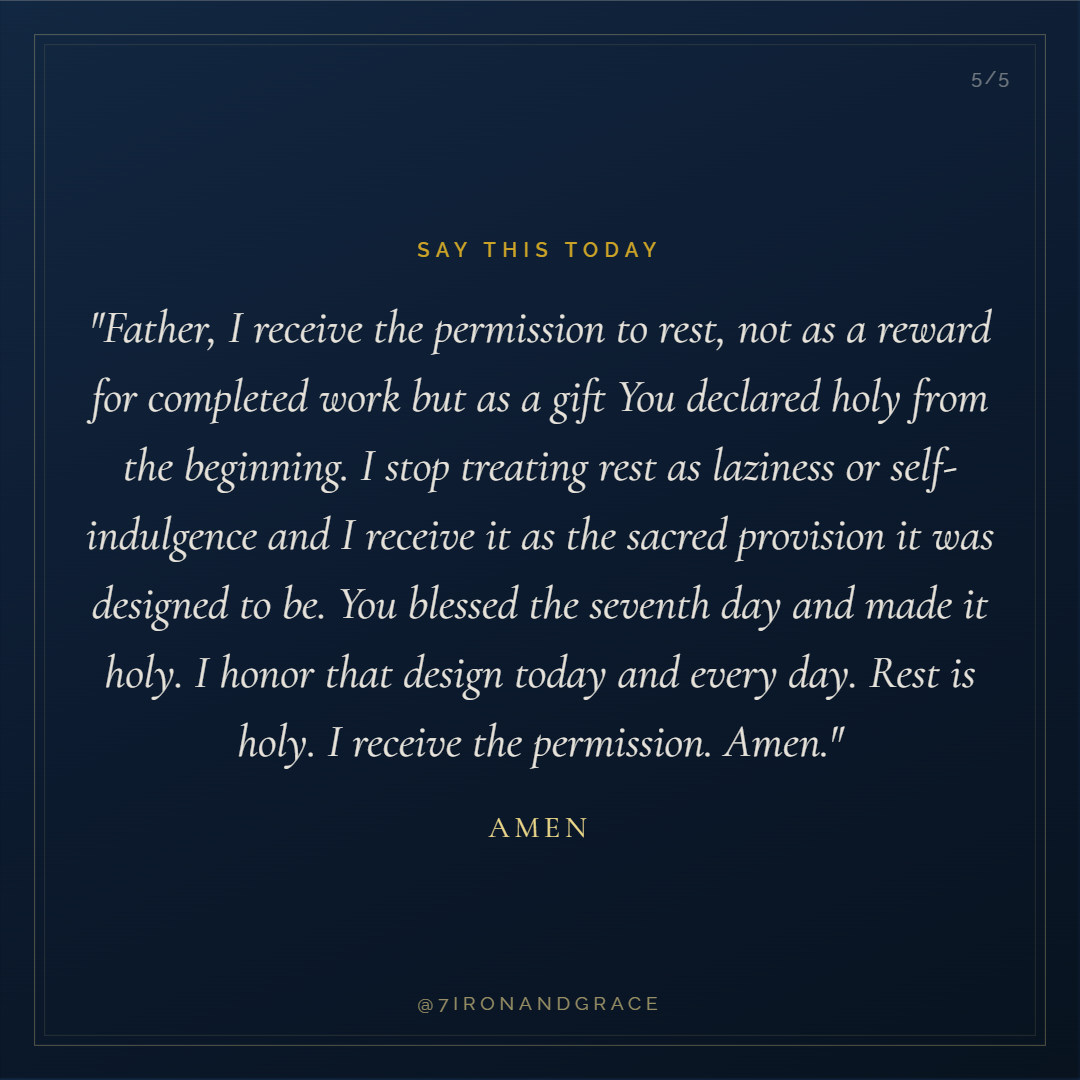 5/5
SAY THIS TODAY
"Father, I receive the permission to rest, not as a reward
for completed work but as a gift You declared holy from
the beginning. I stop treating rest as laziness or self-
indulgence and I receive it as the sacred provision it was
designed to be. You blessed the seventh day and made it
holy. I honor that design today and every day. Rest is
holy. I receive the permission. Amen."
AMEN
@7IRONANDGRACE